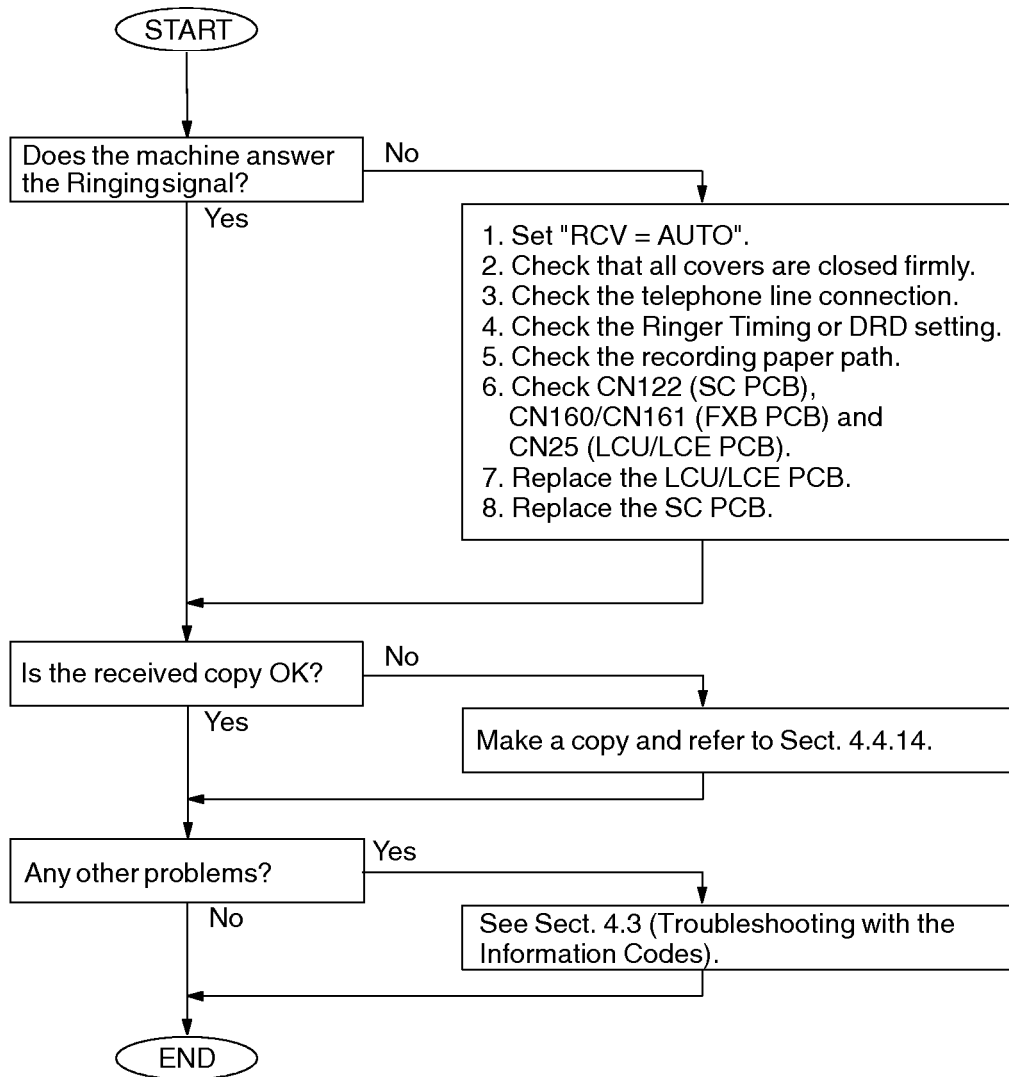 START
Does the machine answer
the Ringing signal?
No
Yes
1. Set "RCV = AUTO".
2. Check that all covers are closed firmly.
3. Check the telephone line connection.
4. Check the Ringer Timing or DRD setting.
5. Check the recording paper path.
6. Check CN122 (SC PCB),
CN160/CN161 (FXB PCB) and
CN25 (LCU/LCE PCB).
7. Replace the LCU/LCE PCB.
8. Replace the SC PCB.
Is the received copy OK?
No
Yes
Make a copy and refer to Sect. 4.4.14.
Any other problems?
Yes
No
See Sect. 4.3 (Troubleshooting with the
Information Codes).
END